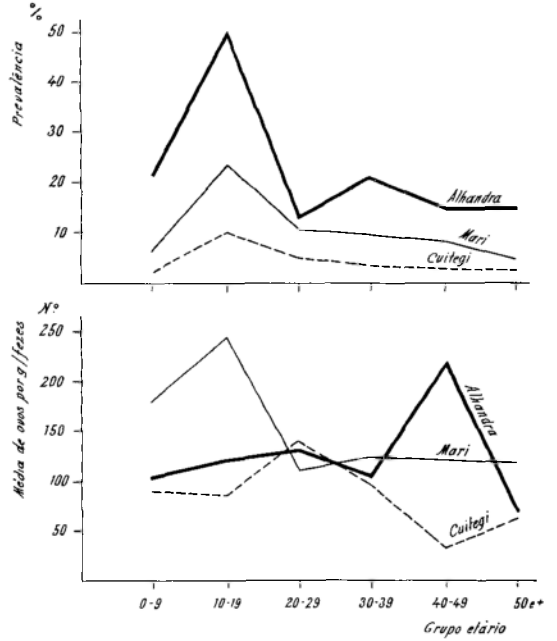 %
Prevalência
50
40
30
20
10
Alhandra
Mari
Cuitegi
Nº
Média de ovos por g/fezes
250
200
150
100
50
Alhandra
Mari
Cuitegi
0-9 10-19 20-29 30-39 40-49 50e+
Grupo etário